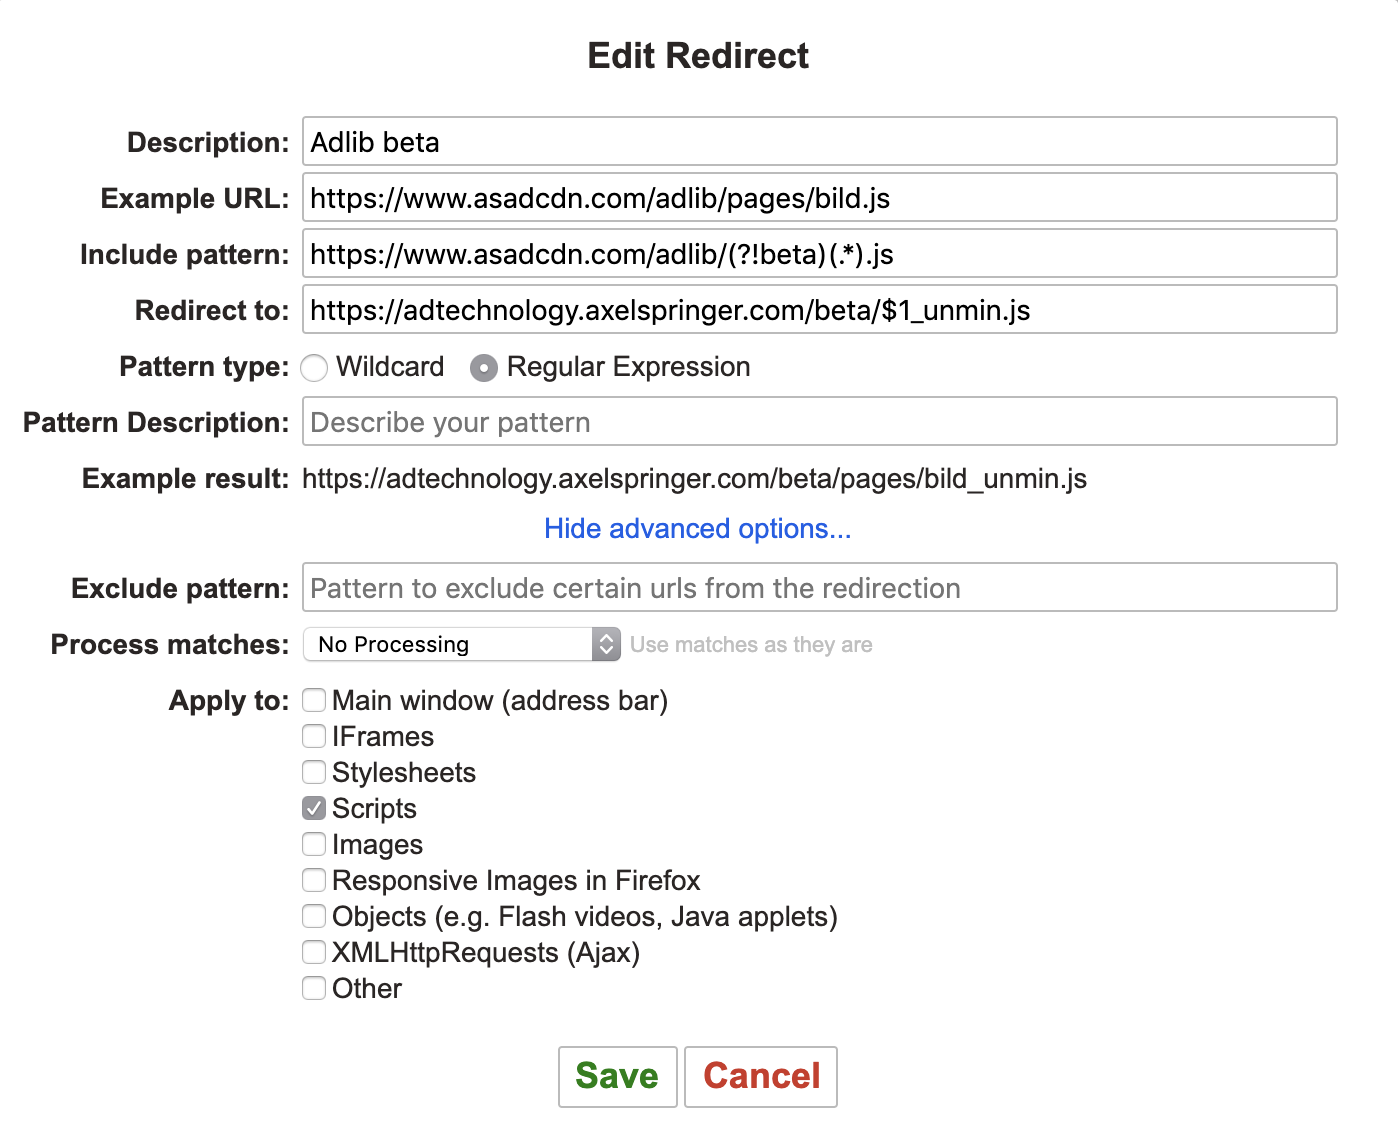 Edit Redirect
Description: Adlib beta
Example URL: https://www.asadcdn.com/adlib/pages/bild.js
Include pattern: https://www.asadcdn.com/adlib/(?!beta)(.*).js
Redirect to: https://adtechnology.axelspringer.com/beta/$1_unmin.js
Pattern type: Wildcard Regular Expression
Pattern Description: Describe your pattern
Example result: https://adtechnology.axelspringer.com/beta/pages/bild_unmin.js
Hide advanced options...
Exclude pattern: Pattern to exclude certain urls from the redirection
Process matches: No Processing Use matches as they are
Apply to: Main window (address bar)
IFrames
Stylesheets
Scripts
Images
Responsive Images in Firefox
Objects (e.g. Flash videos, Java applets)
XMLHttpRequests (Ajax)
Other
Save Cancel